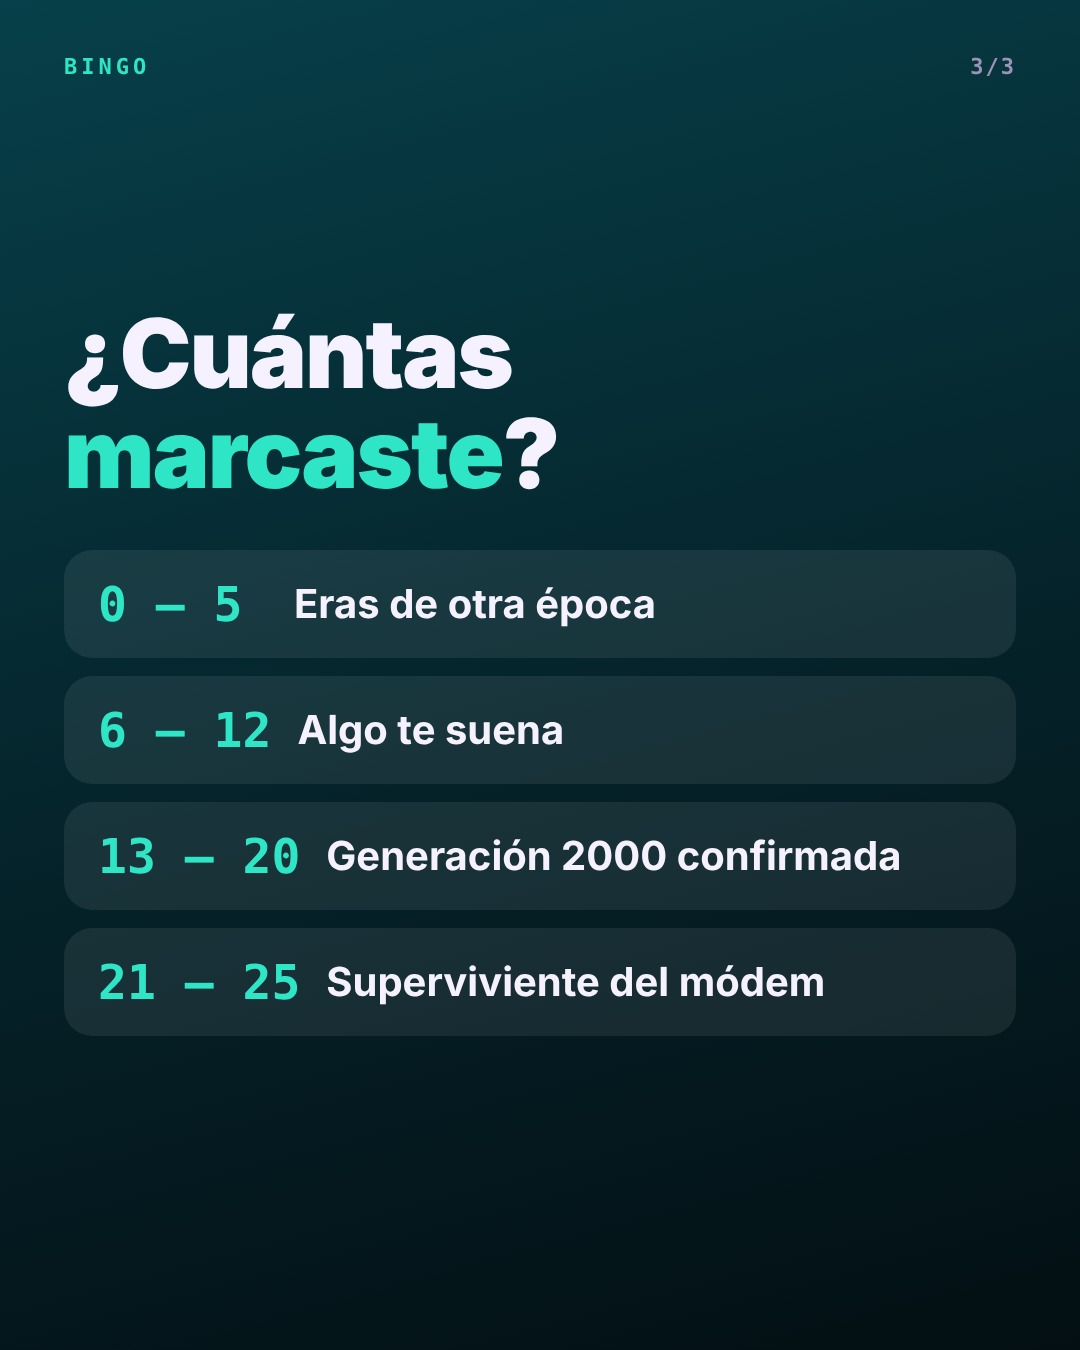 BINGO
3/3
¿Cuántas
marcaste?
0 – 5 Eras de otra época
6 – 12 Algo te suena
13 – 20 Generación 2000 confirmada
21 – 25 Superviviente del módem